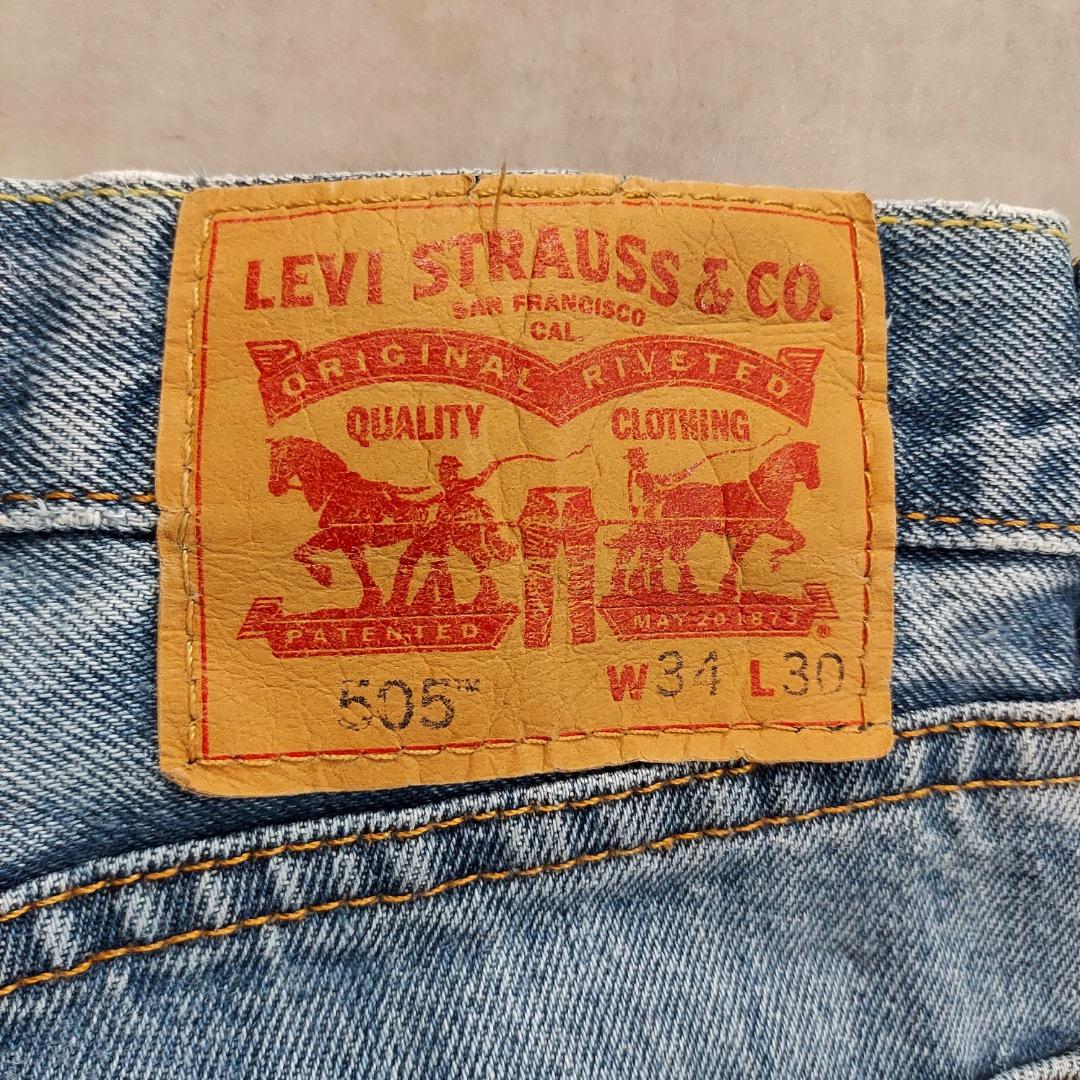 LEVI STRAUSS & CO.
SAN FRANCISCO
CAL.
ORIGINAL RIVETED
QUALITY CLOTHING
PATENTED MAY 20 1873 ®
505™ W34 L30